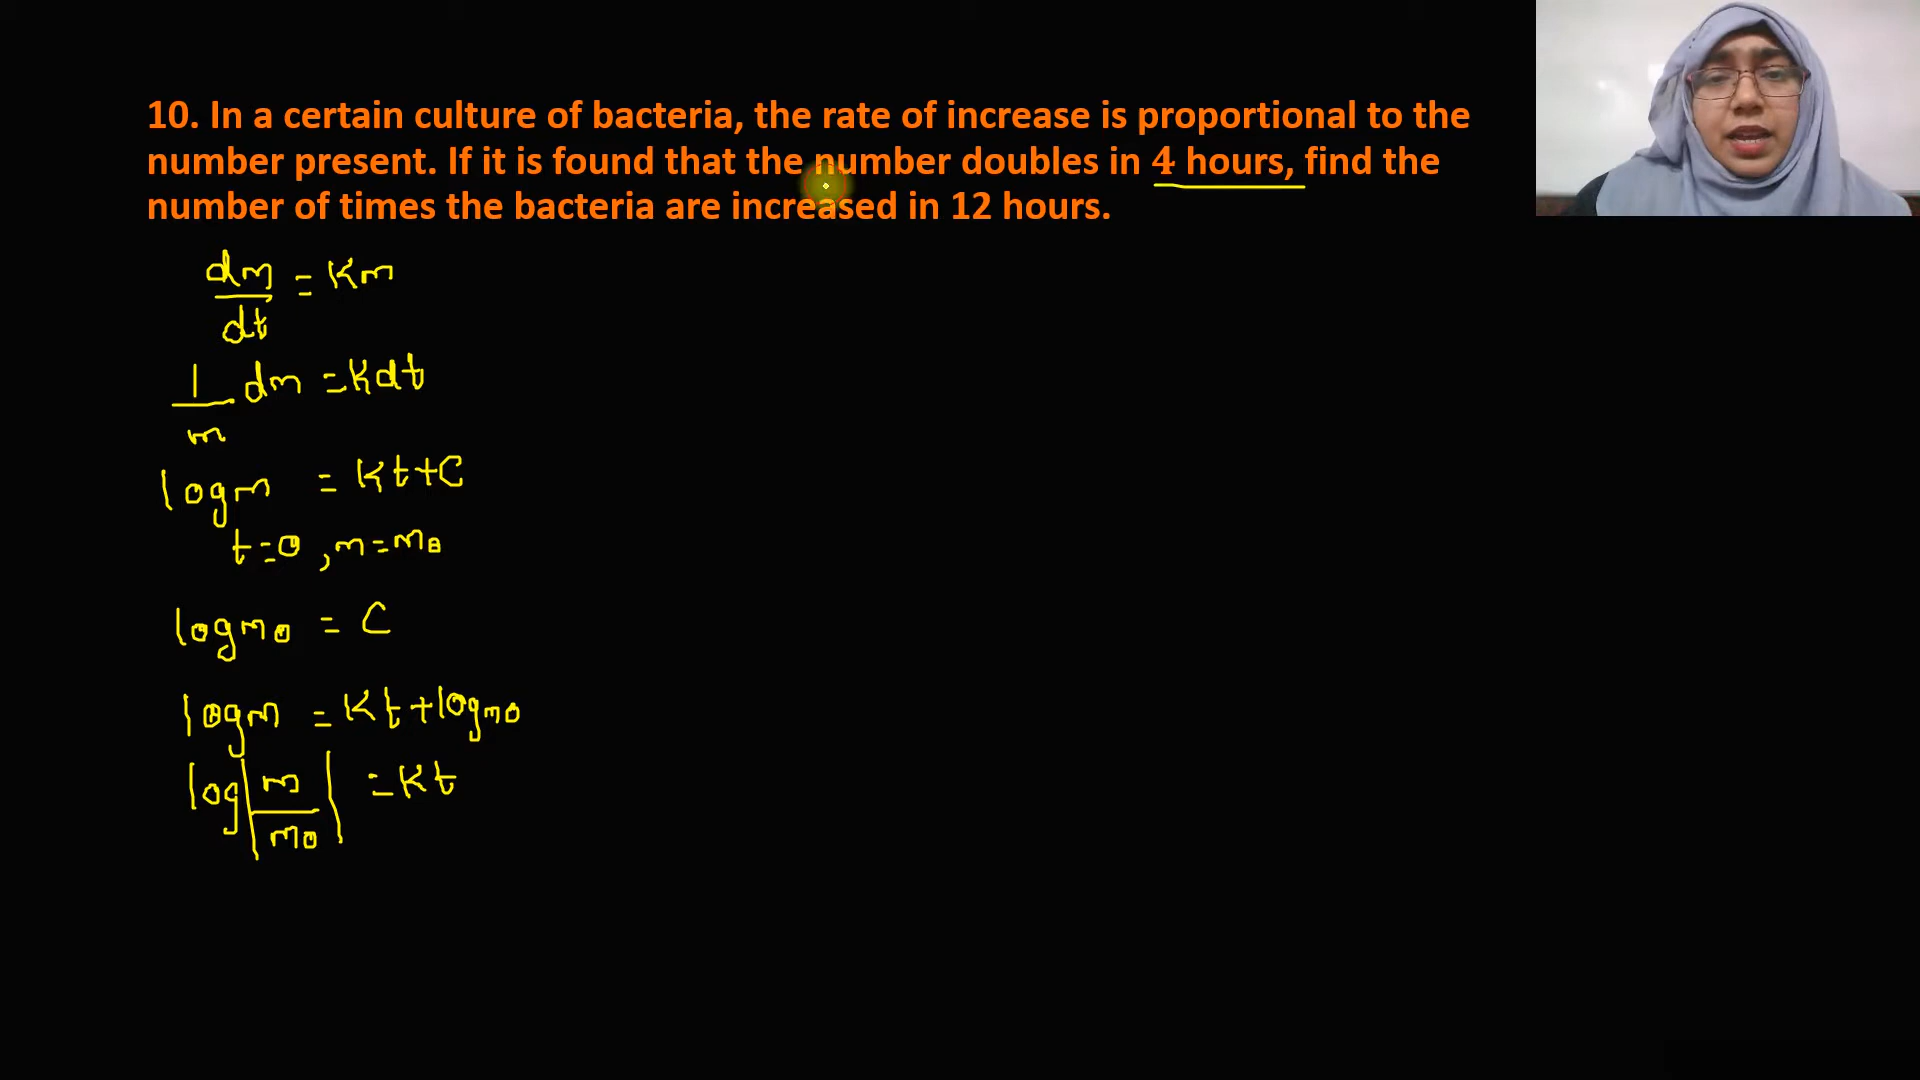 10. In a certain culture of bacteria, the rate of increase is proportional to the
number present. If it is found that the number doubles in 4 hours, find the
number of times the bacteria are increased in 12 hours.
dm/dt = Km
1/m dm = Kdt
log m = Kt+C
t=0, m=m0
log m0 = C
log m = Kt+log m0
log|m/m0| = Kt